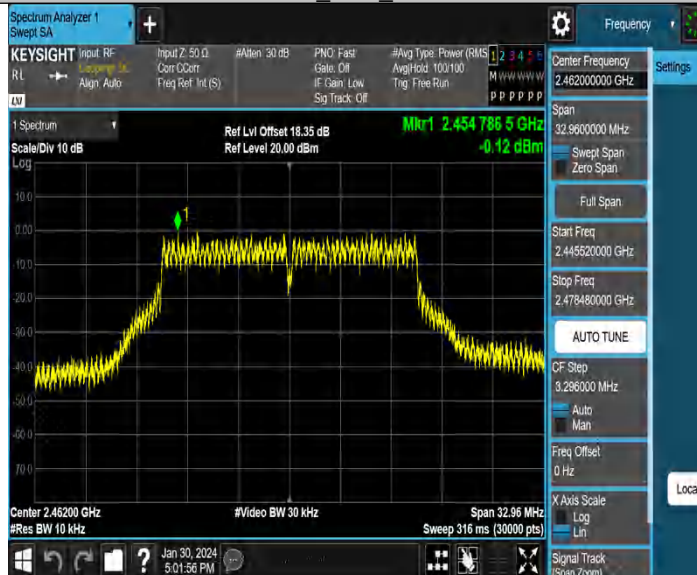 Spectrum Analyzer 1
Swept SA
Frequency
KEYSIGHT
Input: RF
Input Z: 50 Ω
#Atten: 30 dB
PNO: Fast
#Avg Type: Power (RMS
1 2 3 4 5 6
RL
Align: Auto
Corr CCorr
Freq Ref: Int (S)
Gate: Off
IF Gain: Low
Sig Track: Off
Avg|Hold: 100/100
Trig: Free Run
M W W W W W
P P P P P P
LXI
Center Frequency
2.462000000 GHz
Settings
1 Spectrum
Scale/Div 10 dB
Log
Ref Lvl Offset 18.35 dB
Ref Level 20.00 dBm
Mkr1 2.454 786 5 GHz
-0.12 dBm
Span
32.9600000 MHz
Swept Span
Zero Span
Full Span
Start Freq
2.445520000 GHz
Stop Freq
2.478480000 GHz
AUTO TUNE
CF Step
3.296000 MHz
Auto
Man
Freq Offset
0 Hz
X Axis Scale
Log
Lin
Signal Track
(Span Zoom)
Loca
10.0
0.00
-10.0
-20.0
-30.0
-40.0
-50.0
-60.0
-70.0
1
Center 2.46200 GHz
#Res BW 10 kHz
#Video BW 30 kHz
Span 32.96 MHz
Sweep 316 ms (30000 pts)
?
Jan 30, 2024
5:01:56 PM